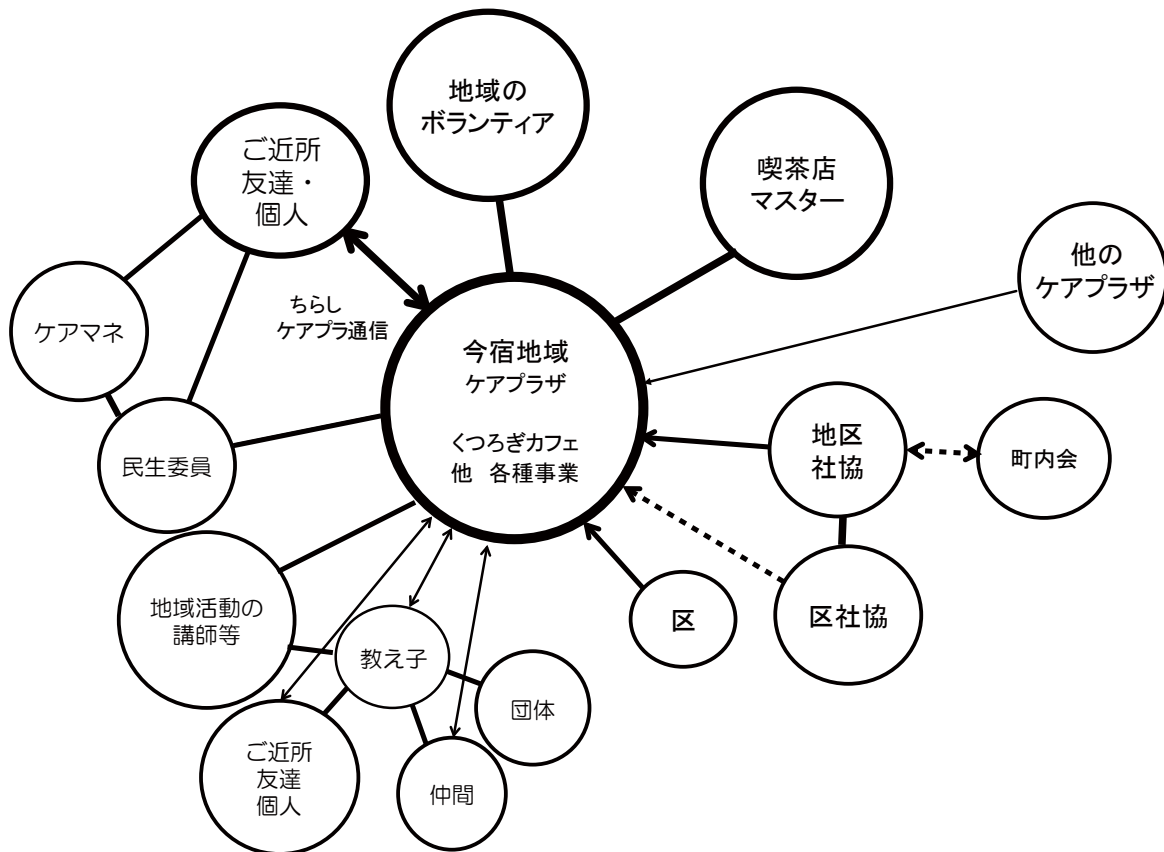 地域の
ボランティア
ご近所
友達・
個人
喫茶店
マスター
他の
ケアプラザ
ケアマネ
ちらし
ケアプラ通信
今宿地域
ケアプラザ
くつろぎカフェ
他 各種事業
民生委員
地区
社協
町内会
地域活動の
講師等
教え子
区
区社協
団体
ご近所
友達
個人
仲間